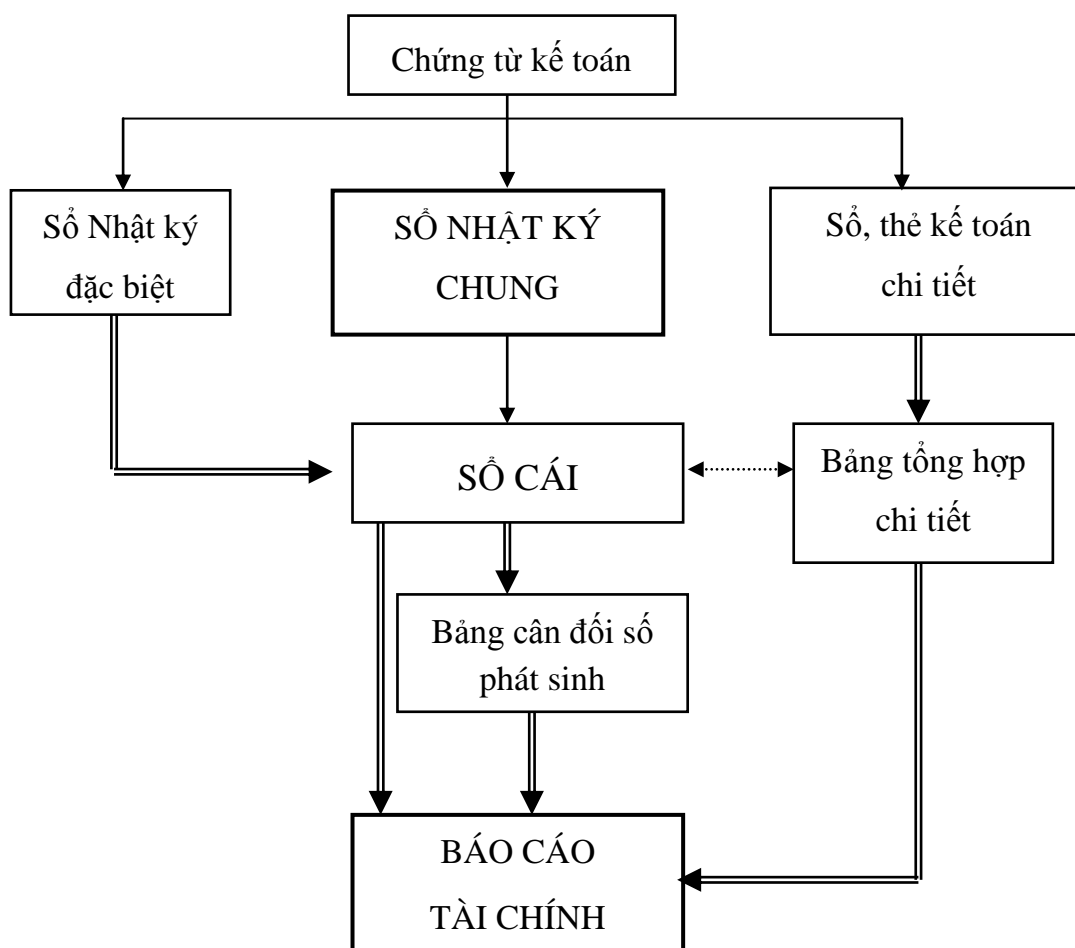 Chứng từ kế toán
Sổ Nhật ký
đặc biệt
SỔ NHẬT KÝ
CHUNG
Sổ, thẻ kế toán
chi tiết
SỔ CÁI
Bảng tổng hợp
chi tiết
Bảng cân đối số
phát sinh
BÁO CÁO
TÀI CHÍNH